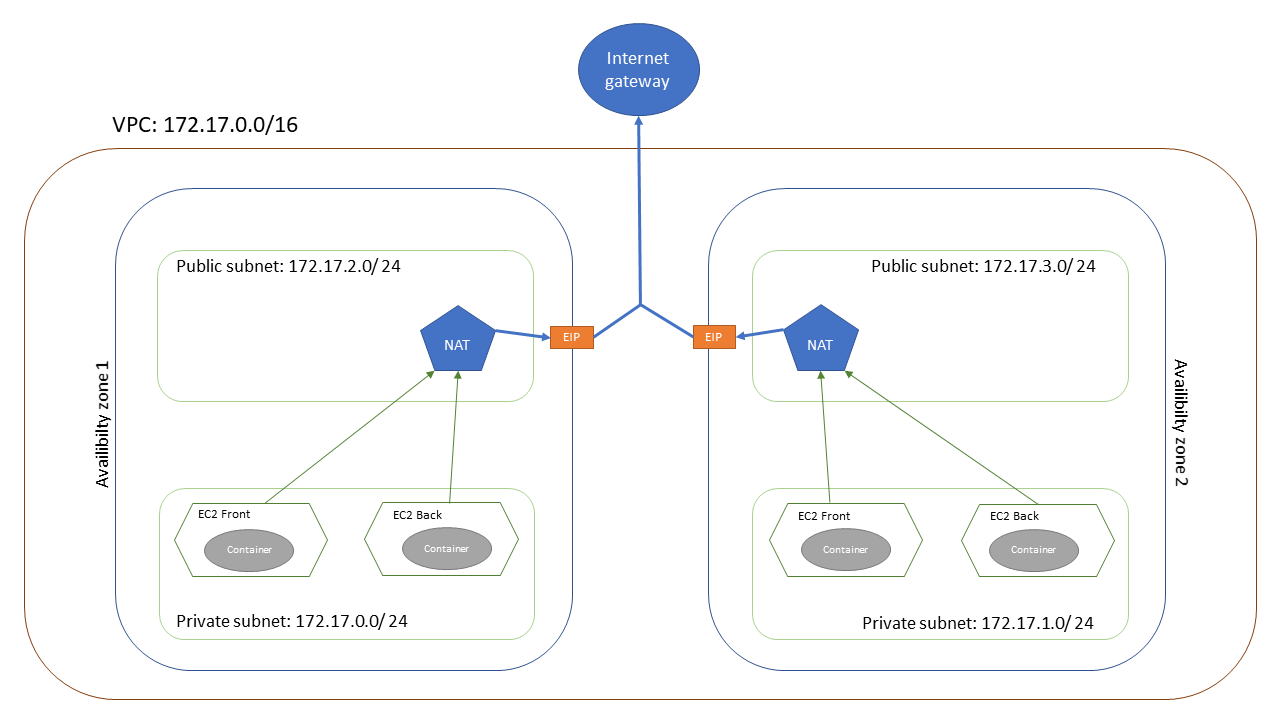 Internet
gateway
VPC: 172.17.0.0/16
Public subnet: 172.17.2.0/ 24
Public subnet: 172.17.3.0/ 24
NAT
EIP
EIP
NAT
Availibilty zone 1
Availibilty zone 2
EC2 Front
Container
EC2 Back
Container
EC2 Front
Container
EC2 Back
Container
Private subnet: 172.17.0.0/ 24
Private subnet: 172.17.1.0/ 24